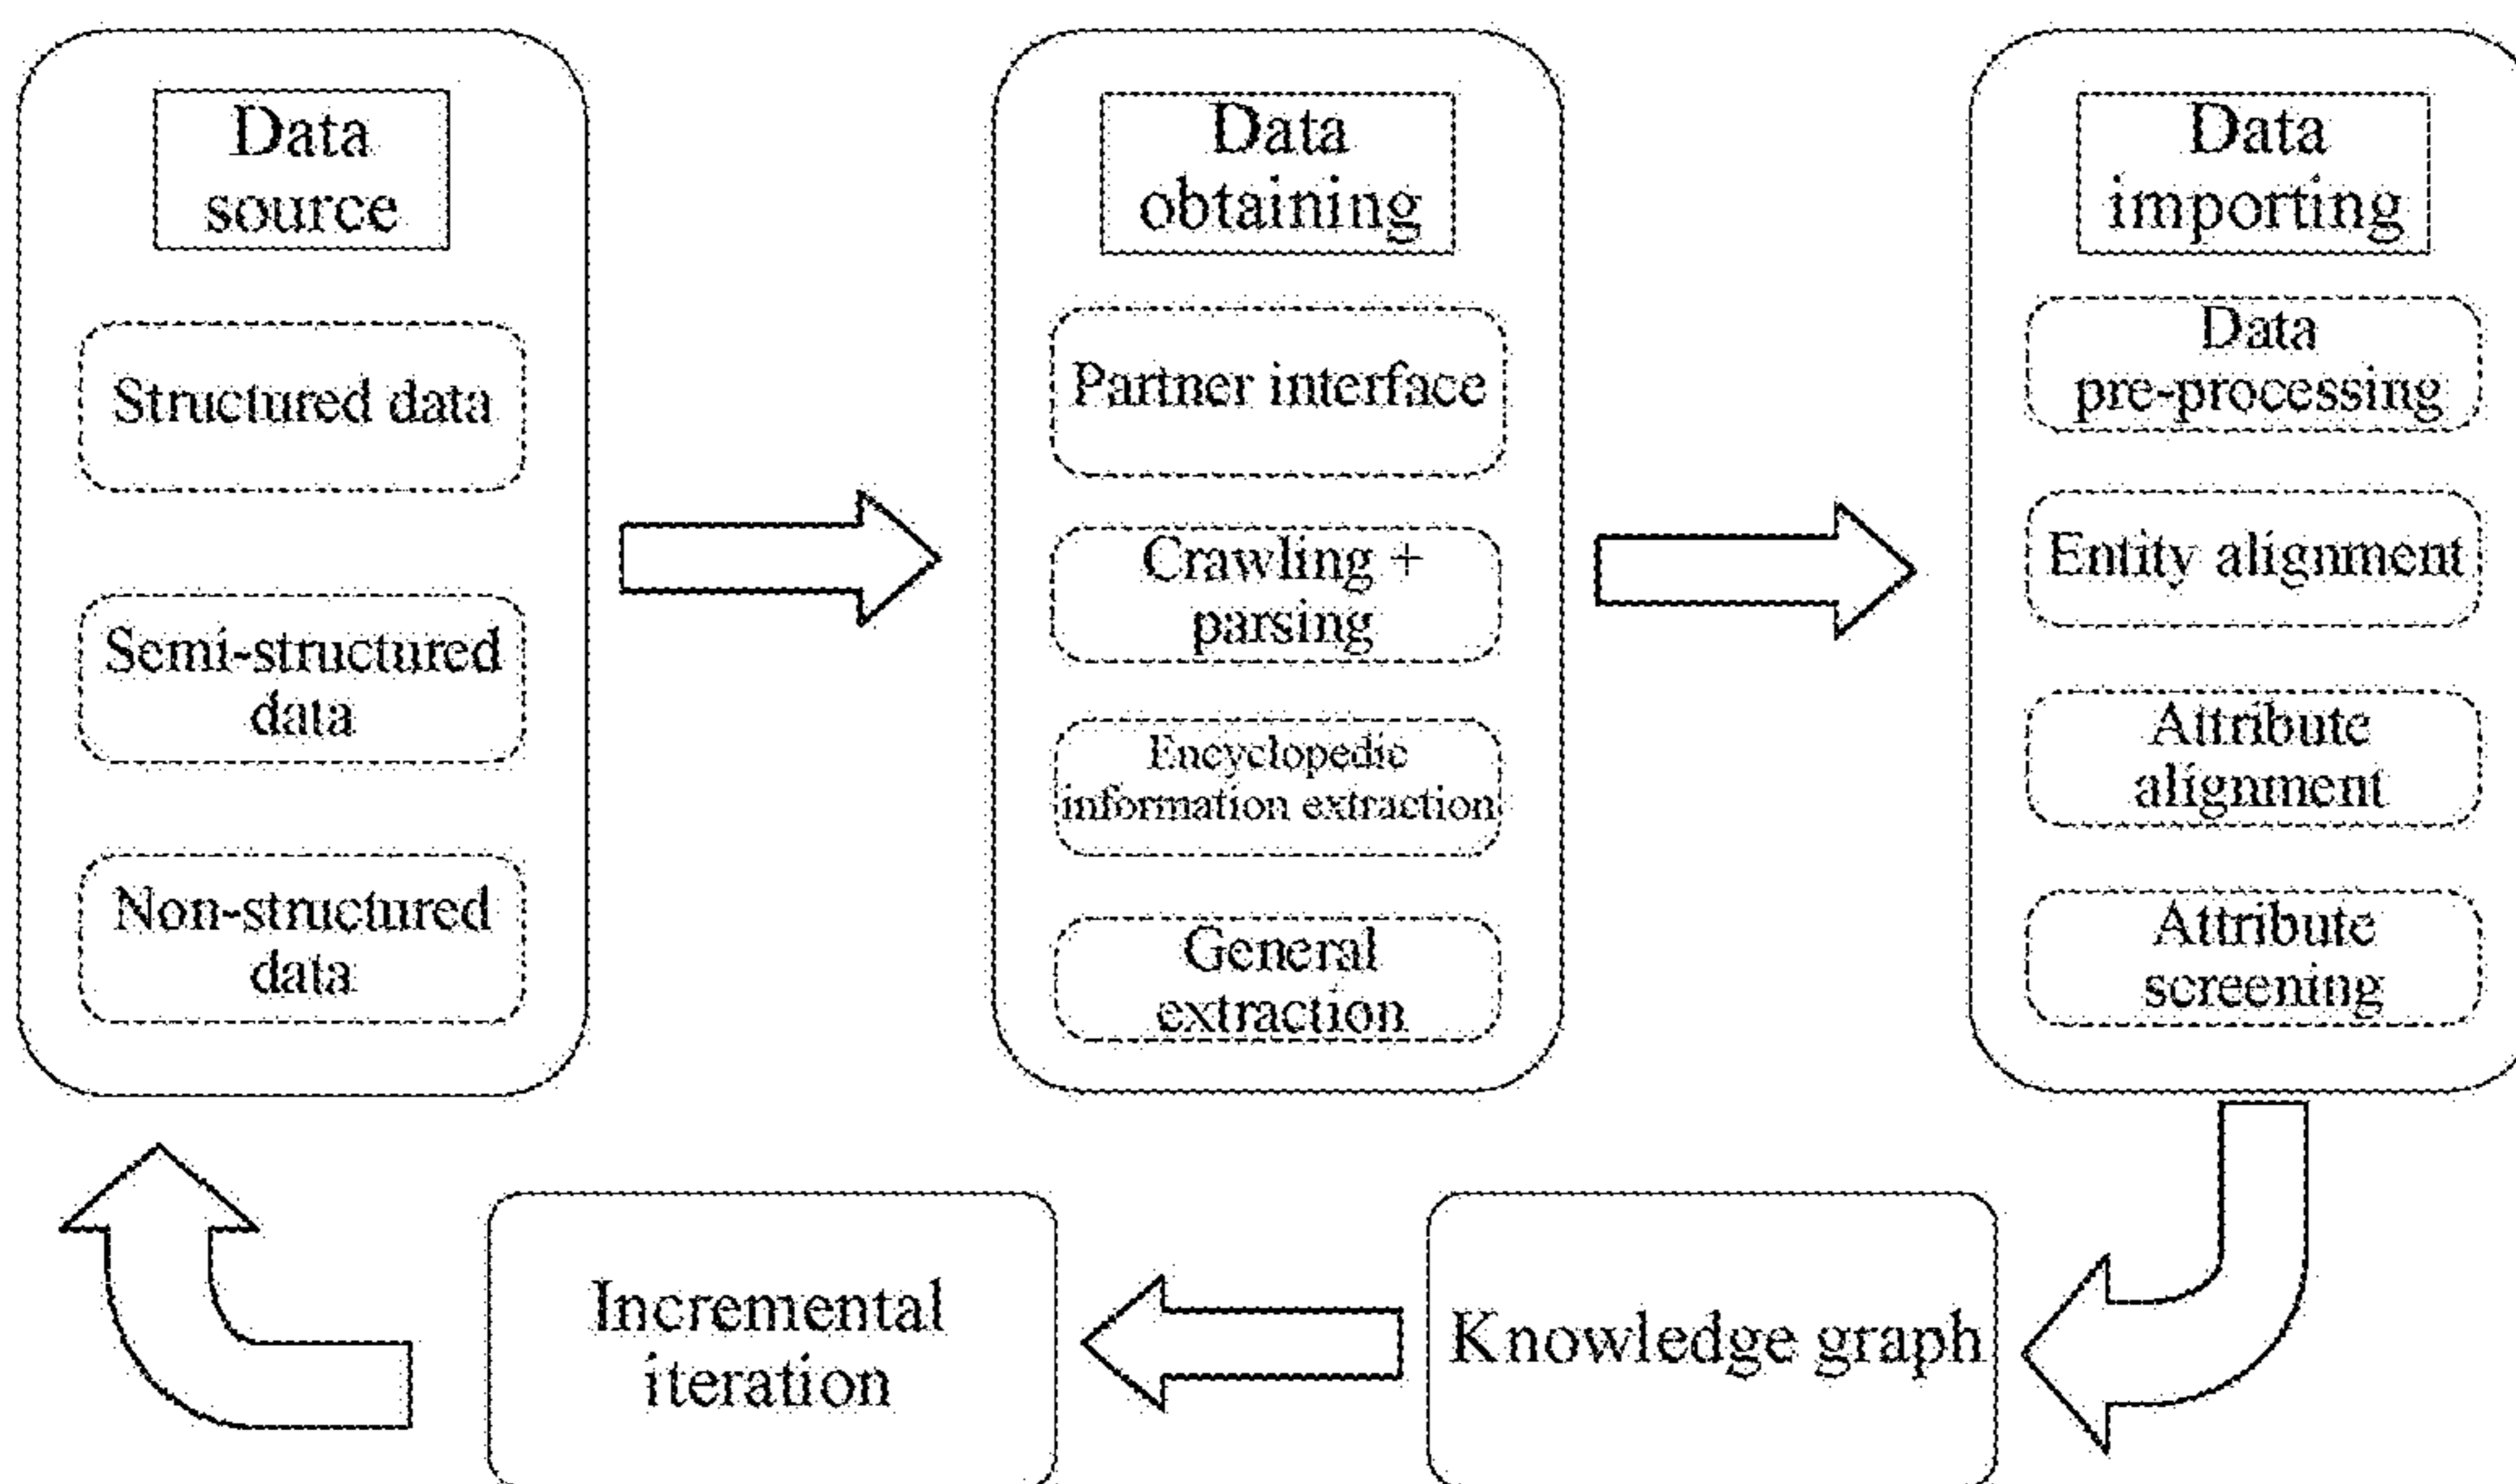 Data
source
Structured data
Semi-structured
data
Non-structured
data
Data
obtaining
Partner interface
Crawling +
parsing
Encyclopedic
information extraction
General
extraction
Data
importing
Data
pre-processing
Entity alignment
Attribute
alignment
Attribute
screening
Knowledge graph
Incremental
iteration